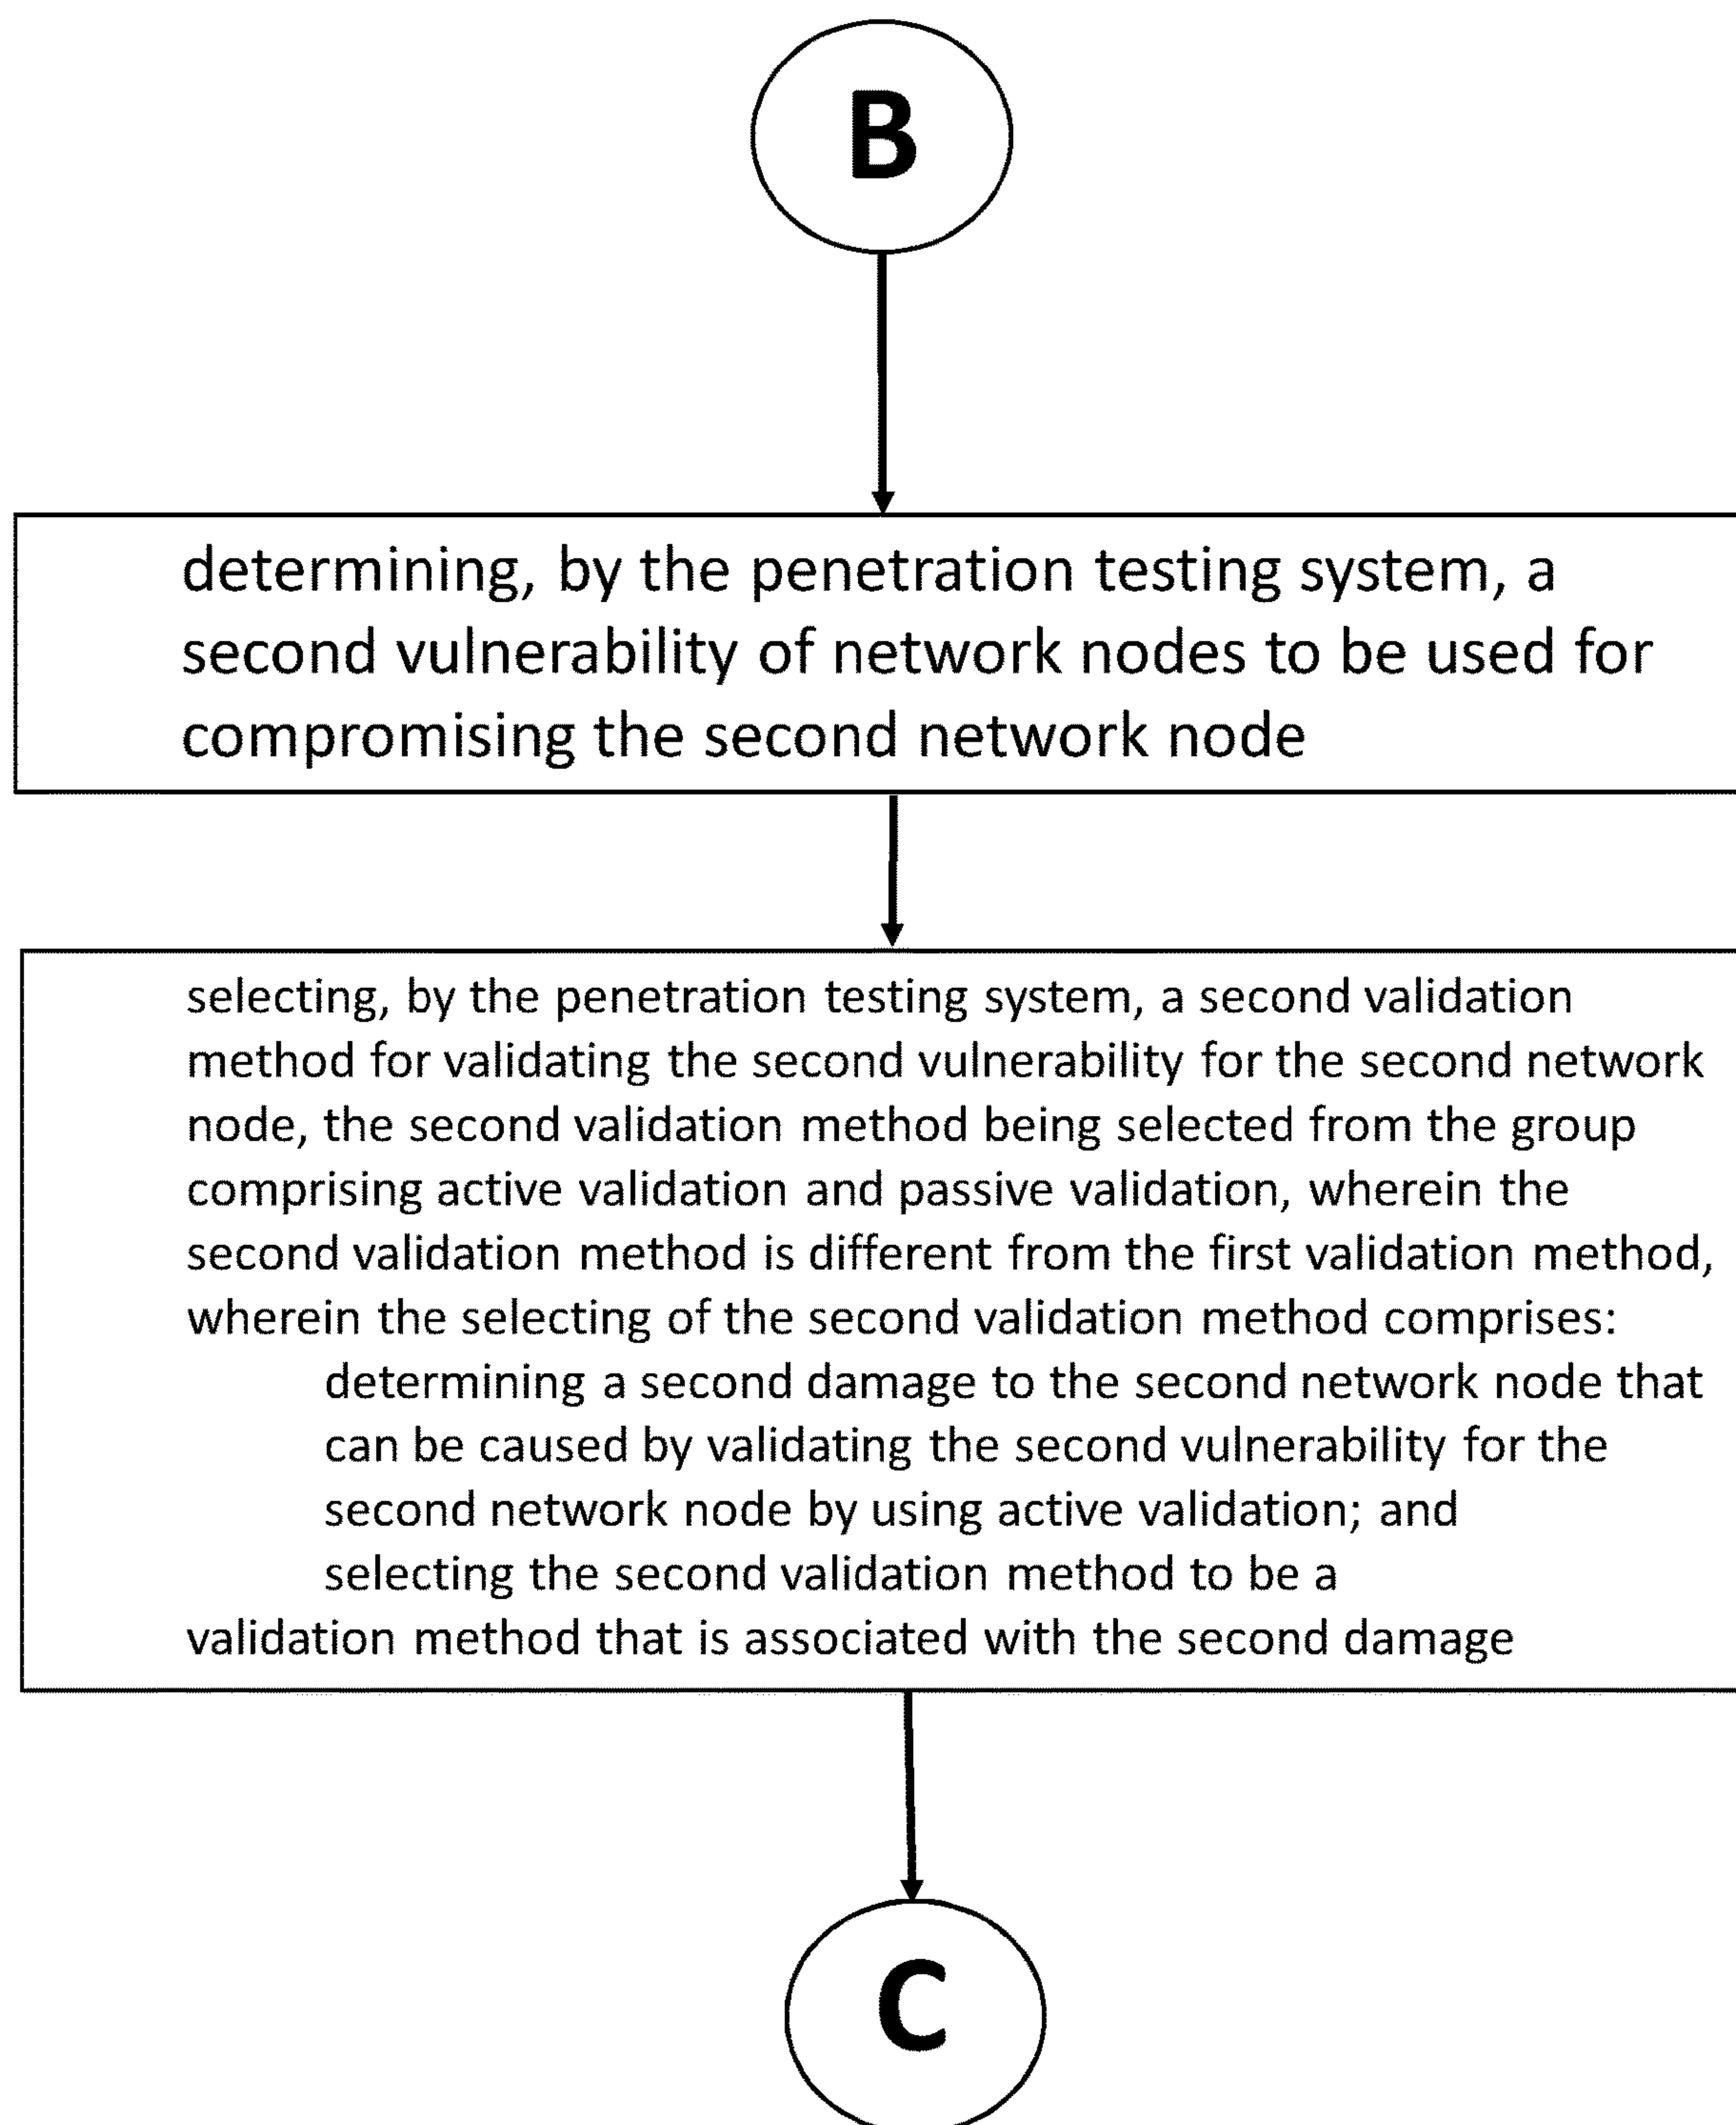 B
determining, by the penetration testing system, a
second vulnerability of network nodes to be used for
compromising the second network node
selecting, by the penetration testing system, a second validation
method for validating the second vulnerability for the second network
node, the second validation method being selected from the group
comprising active validation and passive validation, wherein the
second validation method is different from the first validation method,
wherein the selecting of the second validation method comprises:
determining a second damage to the second network node that
can be caused by validating the second vulnerability for the
second network node by using active validation; and
selecting the second validation method to be a
validation method that is associated with the second damage
C